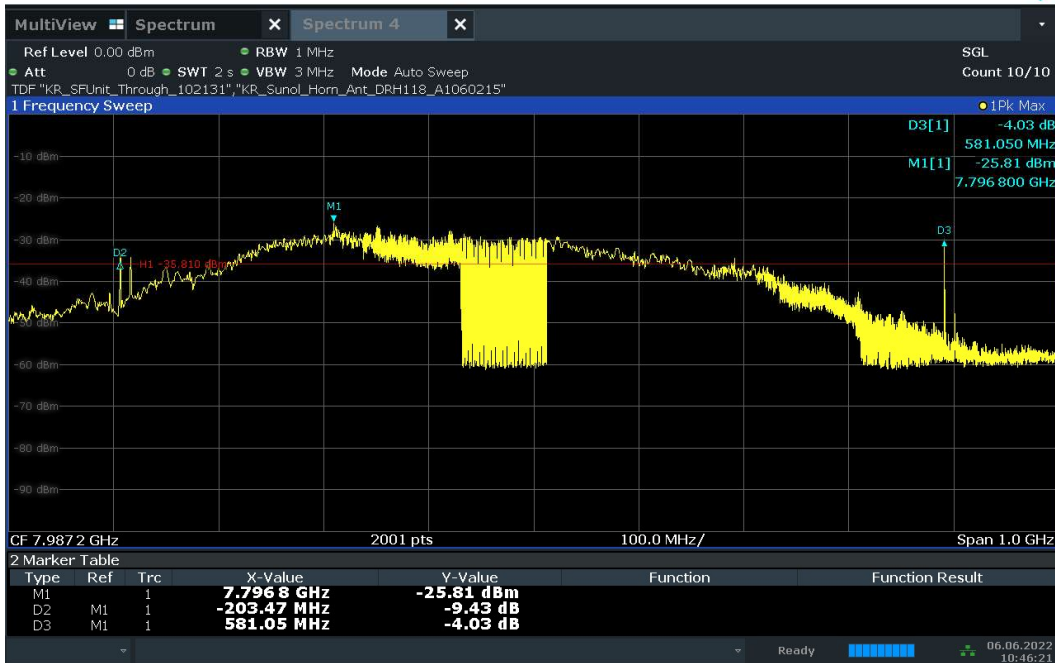 MultiView Spectrum Spectrum 4
Ref Level 0.00 dBm RBW 1 MHz SGL
Att 0 dB SWT 2 s VBW 3 MHz Mode Auto Sweep Count 10/10
TDF "KR_SFUnit_Through_102131","KR_Sunol_Horn_Ant_DRH118_A1060215"
1 Frequency Sweep 1Pk Max
D3[1] -4.03 dB
581.050 MHz
M1[1] -25.81 dBm
7.796 800 GHz
-10 dBm
-20 dBm
M1
-30 dBm
D3
D2
H1 -35.810 dBm
-40 dBm
-50 dBm
-60 dBm
-70 dBm
-80 dBm
-90 dBm
CF 7.987 2 GHz 2001 pts 100.0 MHz/ Span 1.0 GHz
2 Marker Table
Type Ref Trc X-Value Y-Value Function Function Result
M1 1 7.796 8 GHz -25.81 dBm
D2 M1 1 -203.47 MHz -9.43 dB
D3 M1 1 581.05 MHz -4.03 dB
Ready 06.06.2022
10:46:21